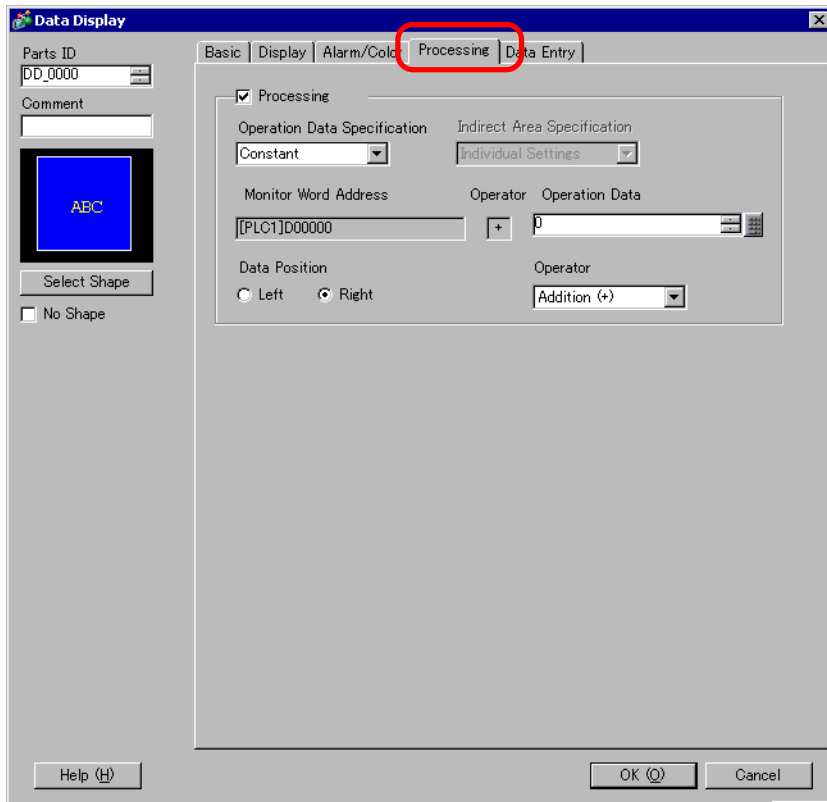 Data Display
Parts ID
DD_0000
Comment
ABC
Select Shape
No Shape
Basic Display Alarm/Color Processing Data Entry
Processing
Operation Data Specification Indirect Area Specification
Constant Individual Settings
Monitor Word Address Operator Operation Data
[PLC1]D00000 + 0
Data Position Operator
Left Right Addition (+)
Help (H) OK (O) Cancel